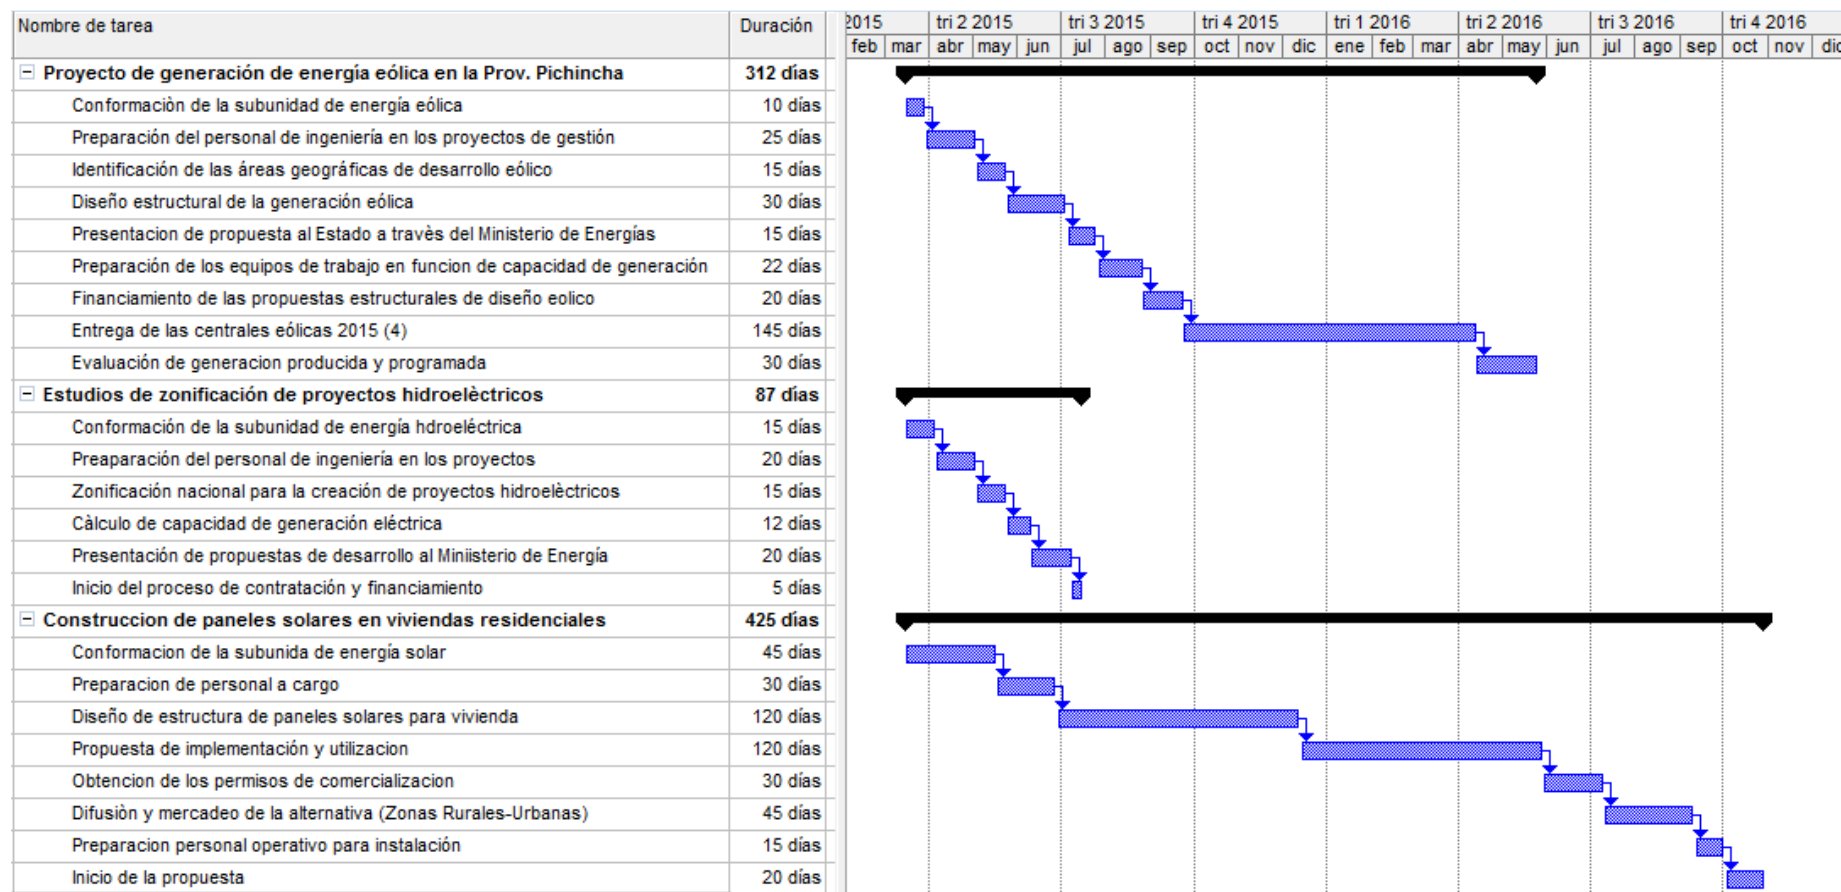 Nombre de tarea Duración 2015 tri 2 2015 tri 3 2015 tri 4 2015 tri 1 2016 tri 2 2016 tri 3 2016 tri 4 2016
feb mar abr may jun jul ago sep oct nov dic ene feb mar abr may jun jul ago sep oct nov dic
Proyecto de generación de energía eólica en la Prov. Pichincha 312 días
Conformaciòn de la subunidad de energía eólica 10 días
Preparación del personal de ingeniería en los proyectos de gestión 25 días
Identificación de las áreas geográficas de desarrollo eólico 15 días
Diseño estructural de la generación eólica 30 días
Presentacion de propuesta al Estado a travès del Ministerio de Energías 15 días
Preparación de los equipos de trabajo en funcion de capacidad de generación 22 días
Financiamiento de las propuestas estructurales de diseño eolico 20 días
Entrega de las centrales eólicas 2015 (4) 145 días
Evaluación de generacion producida y programada 30 días
Estudios de zonificación de proyectos hidroelèctricos 87 días
Conformación de la subunidad de energía hdroeléctrica 15 días
Preaparación del personal de ingeniería en los proyectos 20 días
Zonificación nacional para la creación de proyectos hidroelèctricos 15 días
Càlculo de capacidad de generación eléctrica 12 días
Presentación de propuestas de desarrollo al Miniisterio de Energía 20 días
Inicio del proceso de contratación y financiamiento 5 días
Construccion de paneles solares en viviendas residenciales 425 días
Conformacion de la subunida de energía solar 45 días
Preparacion de personal a cargo 30 días
Diseño de estructura de paneles solares para vivienda 120 días
Propuesta de implementación y utilizacion 120 días
Obtencion de los permisos de comercializacion 30 días
Difusiòn y mercadeo de la alternativa (Zonas Rurales-Urbanas) 45 días
Preparacion personal operativo para instalación 15 días
Inicio de la propuesta 20 días